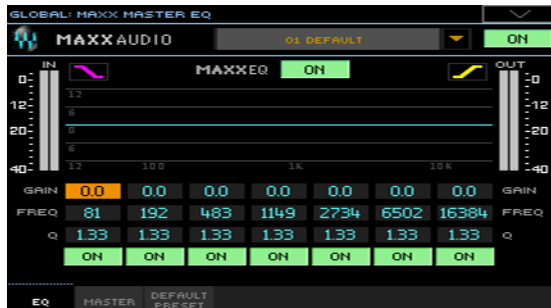 GLOBAL: MAXX MASTER EQ
MAXXAUDIO 01 DEFAULT ON
IN MAXXEQ ON OUT
0 0
12 12
20 20
40 40
12
6
0
6
12 100 1K 10K
GAIN 0.0 0.0 0.0 0.0 0.0 0.0 0.0 GAIN
FREQ 81 192 483 1149 2734 6502 16384 FREQ
Q 1.33 1.33 1.33 1.33 1.33 1.33 1.33 Q
ON ON ON ON ON ON ON
EQ MASTER DEFAULT PRESET